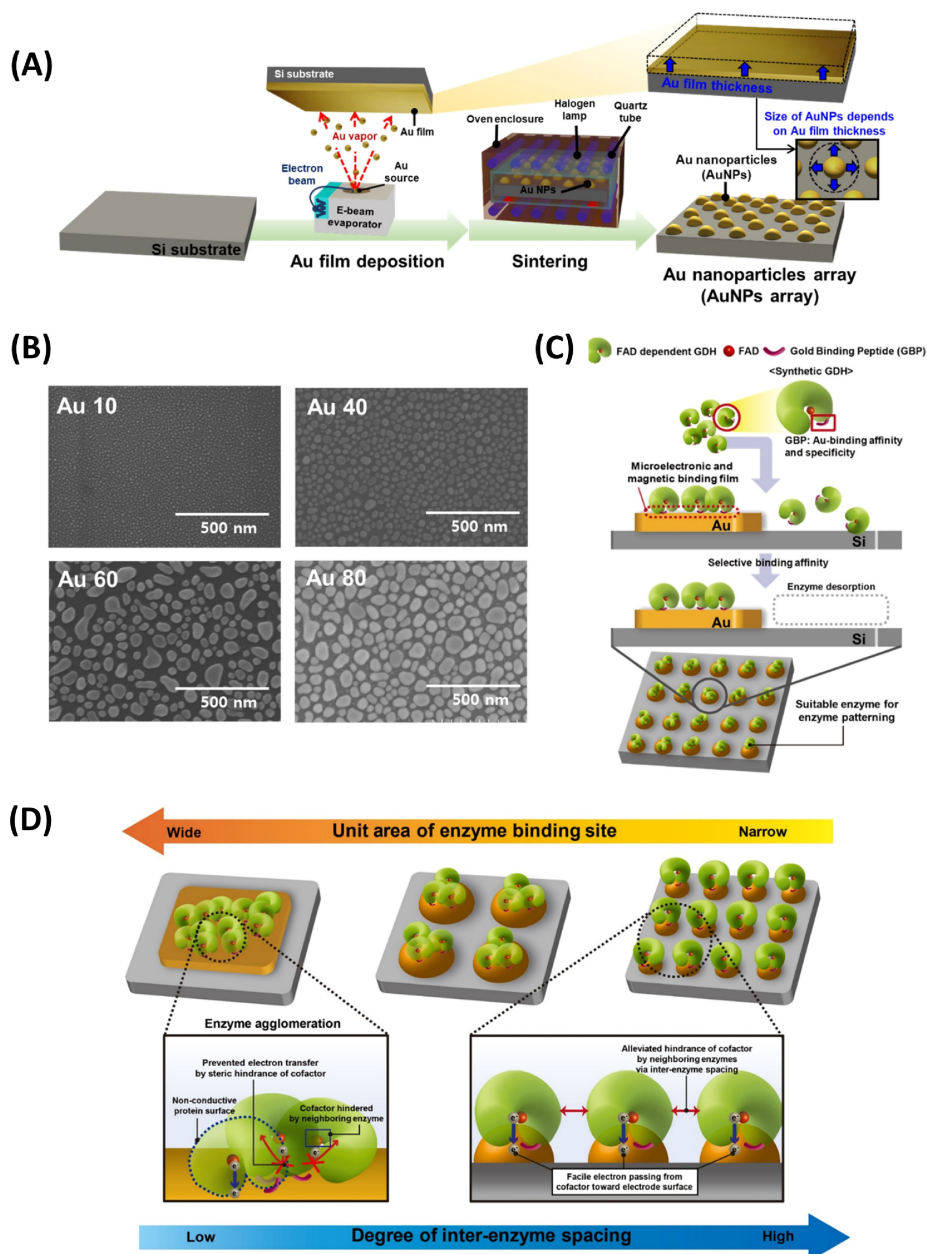 (A)
Si substrate
Au film
Au vapor
Electron
beam
Au
source
E-beam
evaporator
Si substrate
Au film deposition
Oven enclosure
Halogen
lamp
Quartz
tube
Au NPs
Sintering
Au film thickness
Size of AuNPs depends
on Au film thickness
Au nanoparticles
(AuNPs)
Au nanoparticles array
(AuNPs array)
(B)
Au 10
500 nm
Au 40
500 nm
Au 60
500 nm
Au 80
500 nm
(C)
FAD dependent GDH
FAD
Gold Binding Peptide (GBP)
<Synthetic GDH>
GBP: Au-binding affinity
and specificity
Microelectronic and
magnetic binding film
Au
Si
Selective binding affinity
Enzyme desorption
Au
Si
Suitable enzyme for
enzyme patterning
(D)
Wide
Unit area of enzyme binding site
Narrow
Enzyme agglomeration
Prevented electron transfer
by steric hindrance of cofactor
Non-conductive
protein surface
Cofactor hindered
by neighboring enzyme
e
e
e
Alleviated hindrance of cofactor
by neighboring enzymes
via inter-enzyme spacing
e
e
e
e
e
e
Facile electron passing from
cofactor toward electrode surface
Low
Degree of inter-enzyme spacing
High